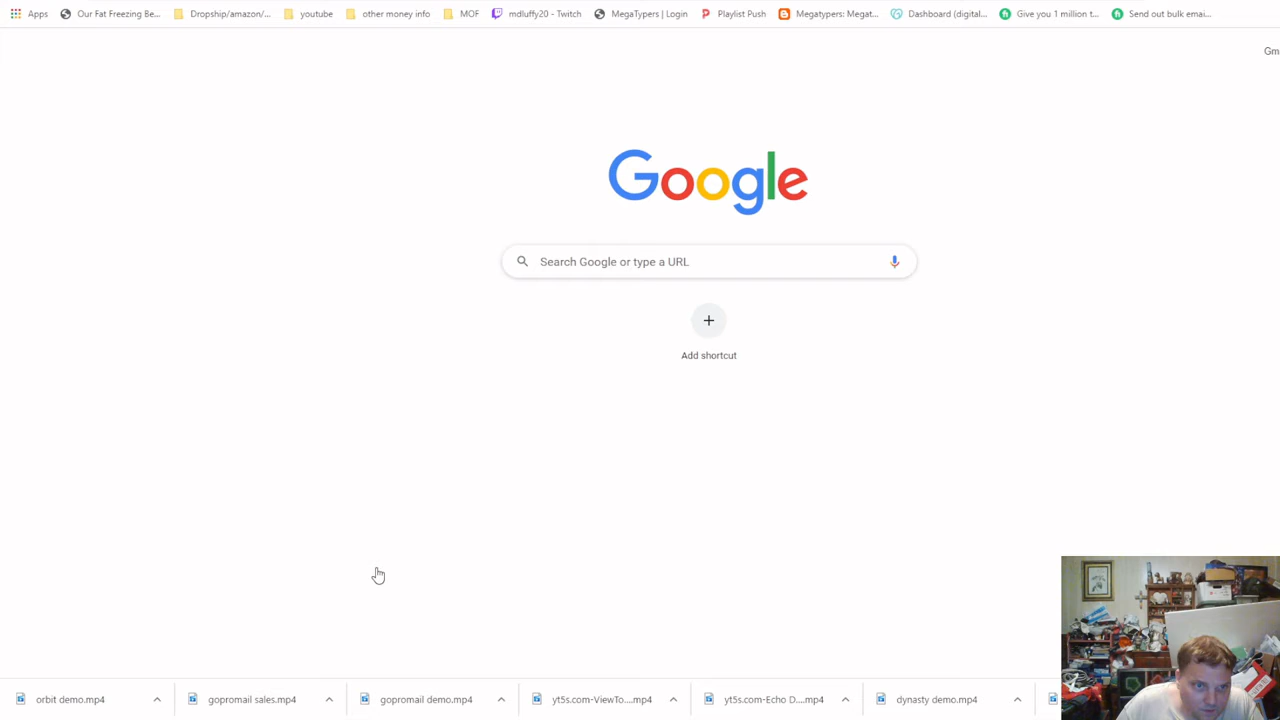 Apps
Our Fat Freezing Be...
Dropship/amazon/...
youtube
other money info
MOF
mdluffy20 - Twitch
MegaTypers | Login
Playlist Push
Megatypers: Megat...
Dashboard (digital...
Give you 1 million t...
Send out bulk emai...
Gm
Google
Search Google or type a URL
Add shortcut
orbit demo.mp4
gopromail sales.mp4
gopromail demo.mp4
yt5s.com-ViewTo....mp4
yt5s.com-Echo D....mp4
dynasty demo.mp4